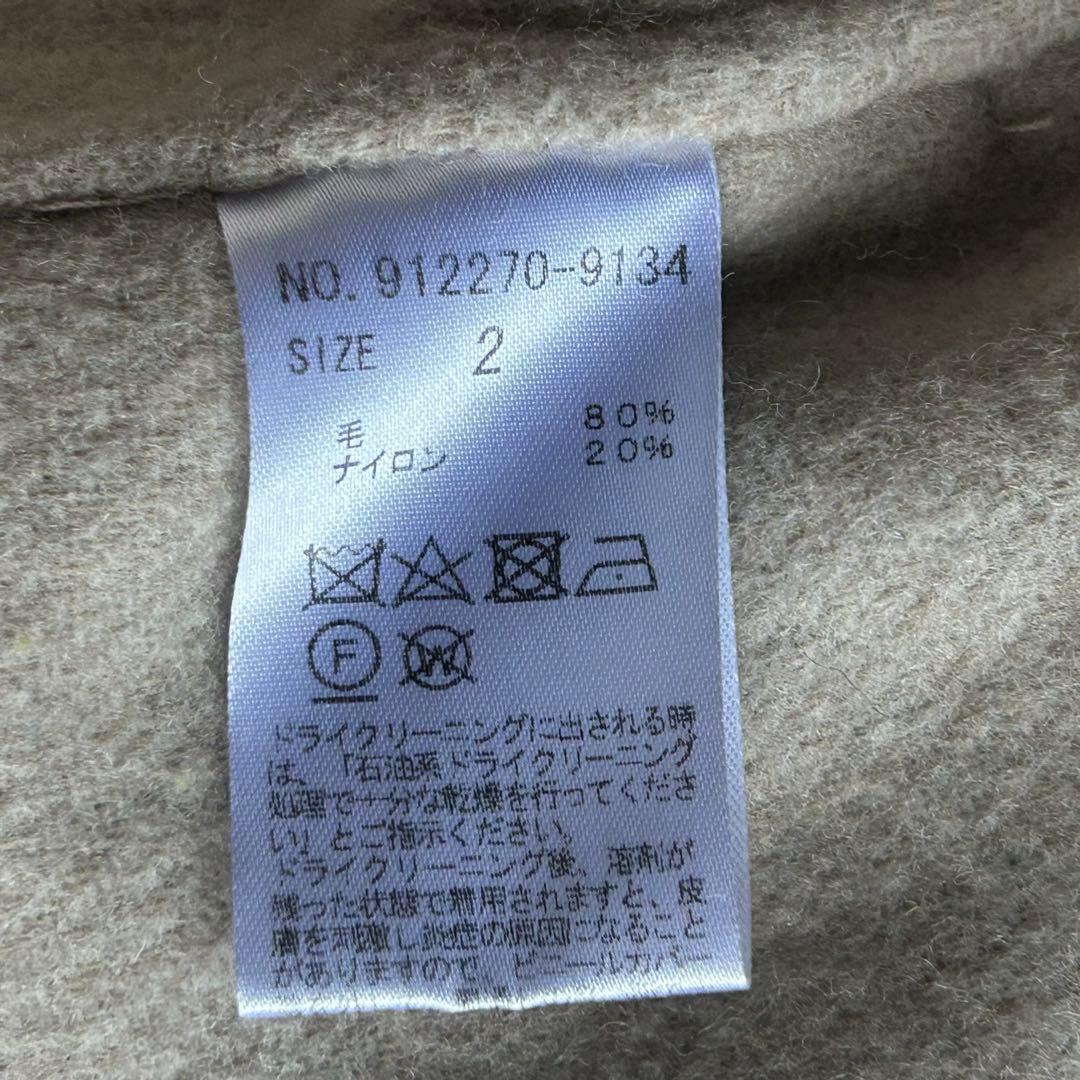 NO. 912270-9134
SIZE 2
毛 80%
ナイロン 20%
F
W
ドライクリーニングに出される時
は、「石油系ドライクリーニング
処理で十分な乾燥を行ってくださ
い」とご指示ください。
ドライクリーニング後、溶剤が
残った状態で着用されますと、皮
膚を刺激し炎症の原因になること
がありますので、ビニールカバー